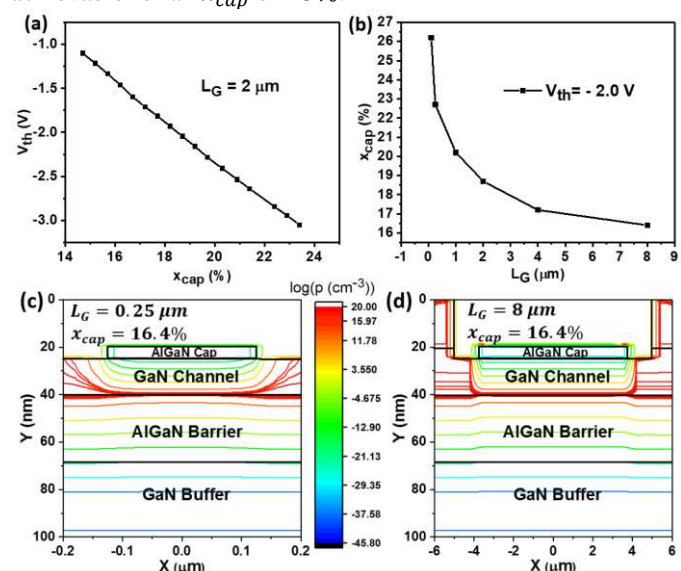 (a)
-1.0
-1.5
-2.0
-2.5
-3.0
V_th (V)
L_G = 2 μm
14 16 18 20 22 24
x_cap (%)
(b)
27
26
25
24
23
22
21
20
19
18
17
16
15
x_cap (%)
V_th= - 2.0 V
-1 0 1 2 3 4 5 6 7 8 9
L_G (μm)
(c)
L_G = 0.25 μm
x_cap = 16.4%
AlGaN Cap
GaN Channel
AlGaN Barrier
GaN Buffer
0
20
40
60
80
100
Y (nm)
-0.2 -0.1 0.0 0.1 0.2
X (μm)
log(p (cm⁻³))
20.00
15.97
11.78
3.550
-4.675
-12.90
-21.13
-29.35
-37.58
-45.80
(d)
L_G = 8 μm
x_cap = 16.4%
AlGaN Cap
GaN Channel
AlGaN Barrier
GaN Buffer
0
20
40
60
80
100
Y (nm)
-6 -4 -2 0 2 4 6
X (μm)